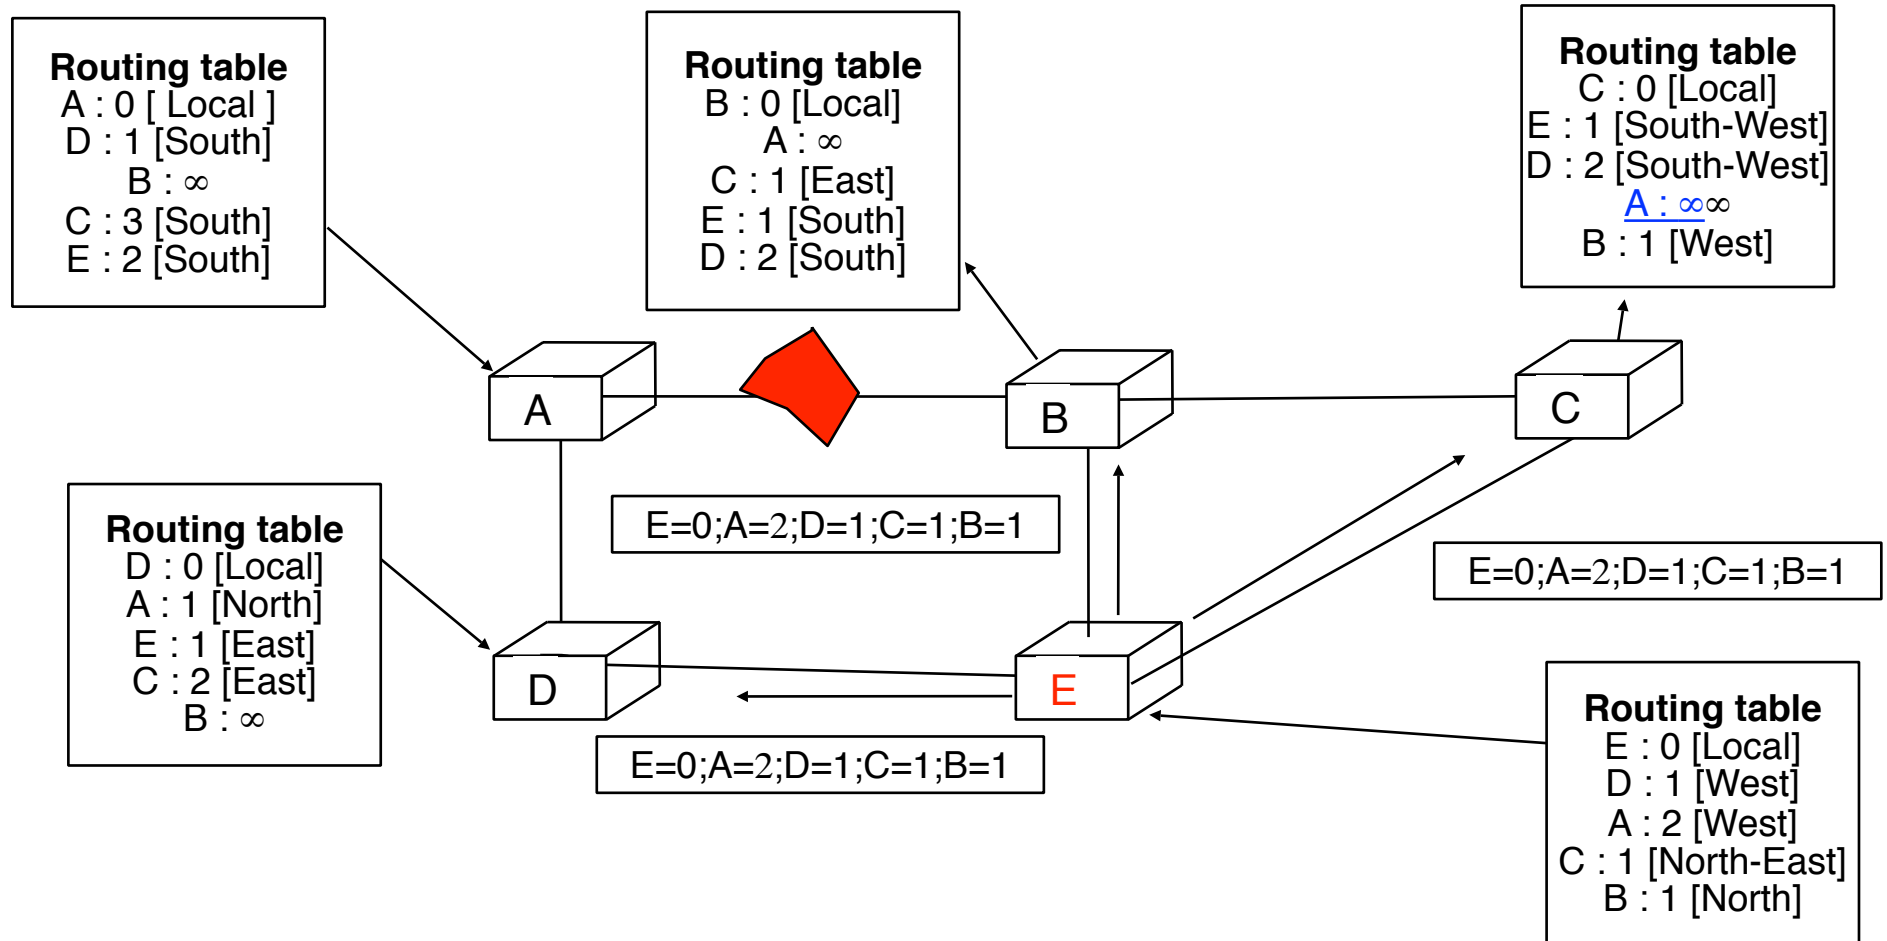 Routing table
A : 0 [ Local ]
D : 1 [South]
B : ∞
C : 3 [South]
E : 2 [South]
Routing table
B : 0 [Local]
A : ∞
C : 1 [East]
E : 1 [South]
D : 2 [South]
Routing table
C : 0 [Local]
E : 1 [South-West]
D : 2 [South-West]
A : ∞∞
B : 1 [West]
A
B
C
E=0;A=2;D=1;C=1;B=1
E=0;A=2;D=1;C=1;B=1
Routing table
D : 0 [Local]
A : 1 [North]
E : 1 [East]
C : 2 [East]
B : ∞
D
E
E=0;A=2;D=1;C=1;B=1
Routing table
E : 0 [Local]
D : 1 [West]
A : 2 [West]
C : 1 [North-East]
B : 1 [North]